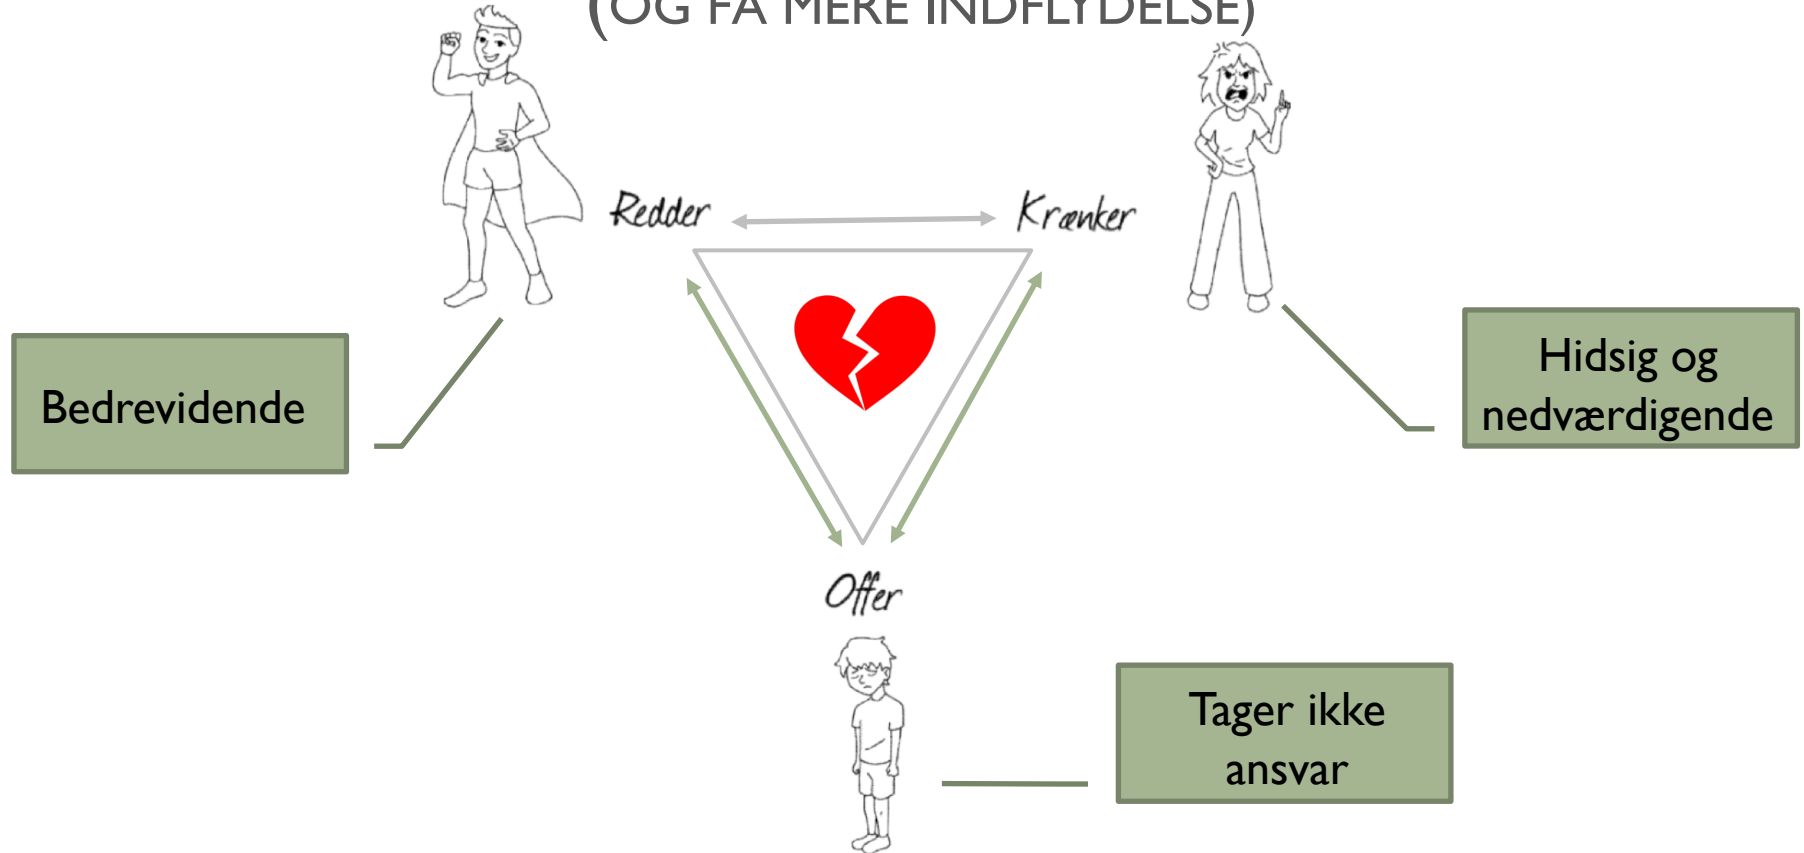 (OG FÅ MERE INDFLYDELSE)
Redder
Krænker
Bedrevidende
Hidsig og
nedværdigende
Offer
Tager ikke
ansvar